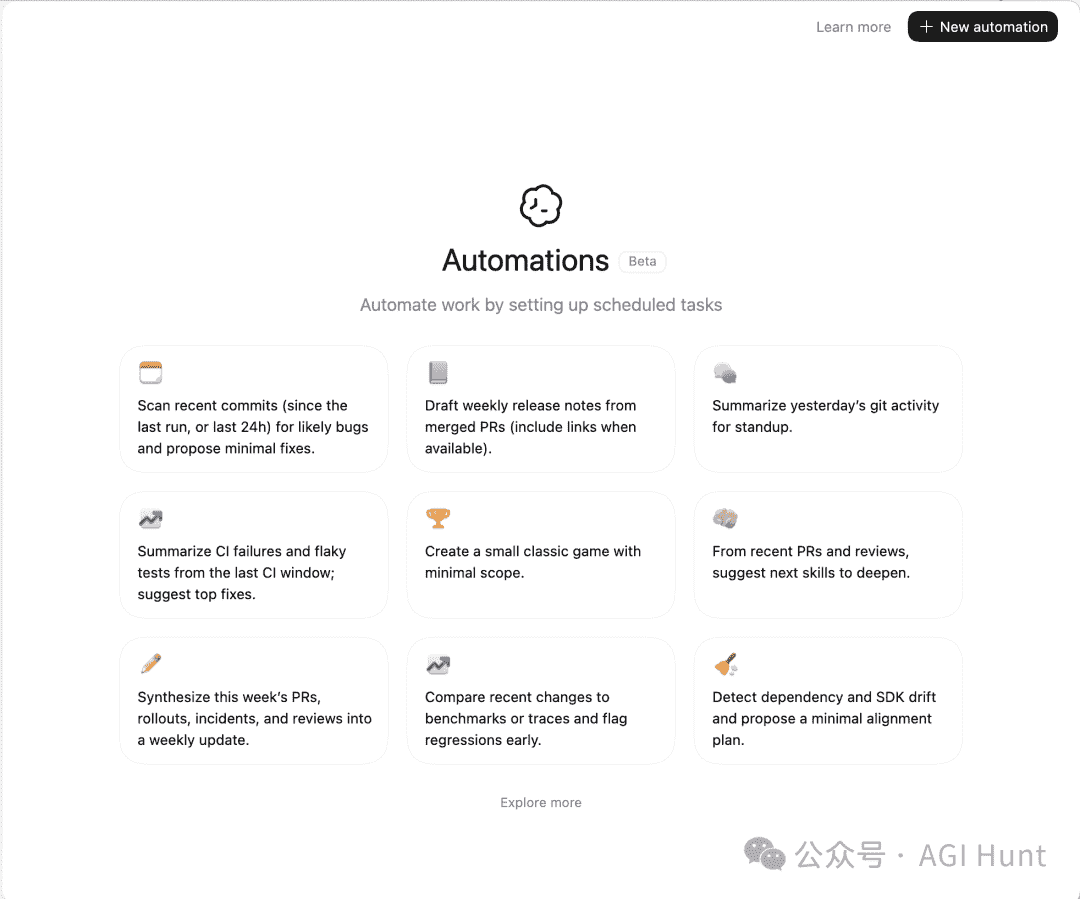 Learn more
+ New automation
Automations Beta
Automate work by setting up scheduled tasks
Scan recent commits (since the
last run, or last 24h) for likely bugs
and propose minimal fixes.
Draft weekly release notes from
merged PRs (include links when
available).
Summarize yesterday’s git activity
for standup.
Summarize CI failures and flaky
tests from the last CI window;
suggest top fixes.
Create a small classic game with
minimal scope.
From recent PRs and reviews,
suggest next skills to deepen.
Synthesize this week’s PRs,
rollouts, incidents, and reviews into
a weekly update.
Compare recent changes to
benchmarks or traces and flag
regressions early.
Detect dependency and SDK drift
and propose a minimal alignment
plan.
Explore more
公众号 · AGI Hunt